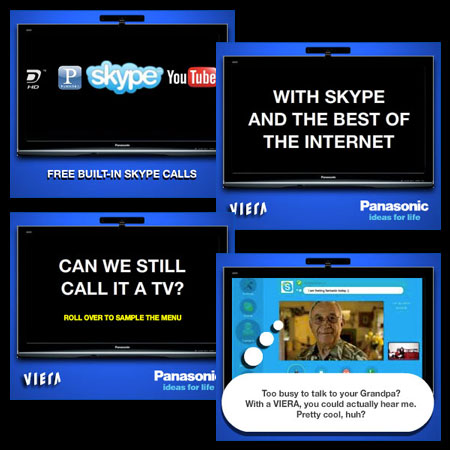 D
HD
P
skype
YouTube
Panasonic
FREE BUILT-IN SKYPE CALLS
WITH SKYPE
AND THE BEST OF
THE INTERNET
Panasonic
VIERA
Panasonic
ideas for life
CAN WE STILL
CALL IT A TV?
ROLL OVER TO SAMPLE THE MENU
Panasonic
VIERA
Panasonic
ideas for life
Too busy to talk to your Grandpa?
With a VIERA, you could actually hear me.
Pretty cool, huh?